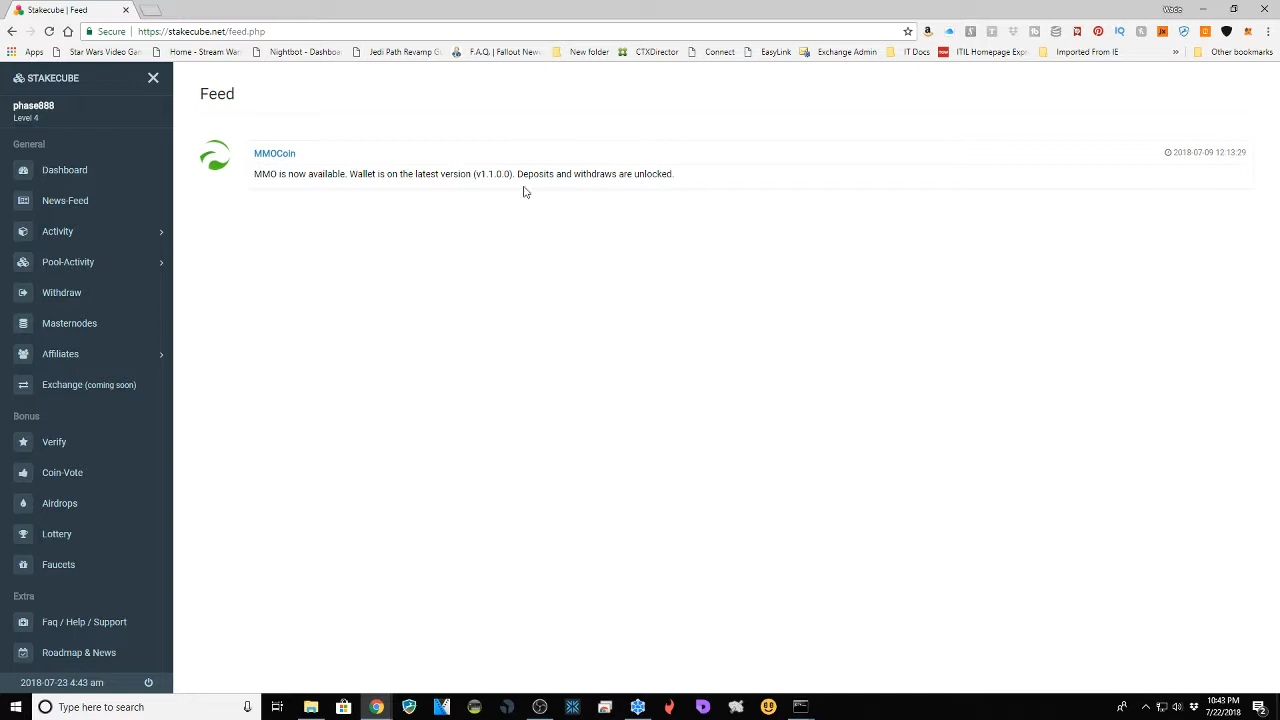 Stakecube | Feed
Wade
Secure
https://stakecube.net/feed.php
Apps
Star Wars Video Gam
Home - Stream War
Nightbot - Dashboa
Jedi Path Revamp C
F.A.Q. | Fallout New
New folder
CTXDirector
Connect
EasyLink
Exchange Admin
IT Docs
ITIL Homepage Expr
Imported From IE
»
Other bookmarks
STAKECUBE
phase888
Level 4
General
Dashboard
News-Feed
Activity
Pool-Activity
Withdraw
Masternodes
Affiliates
Exchange (coming soon)
Bonus
Verify
Coin-Vote
Airdrops
Lottery
Faucets
Extra
Faq / Help / Support
Roadmap & News
2018-07-23 4:43 am
Feed
MMOCoin
2018-07-09 12:13:29
MMO is now available. Wallet is on the latest version (v1.1.0.0). Deposits and withdraws are unlocked.
Type here to search
10:43 PM
7/22/2018